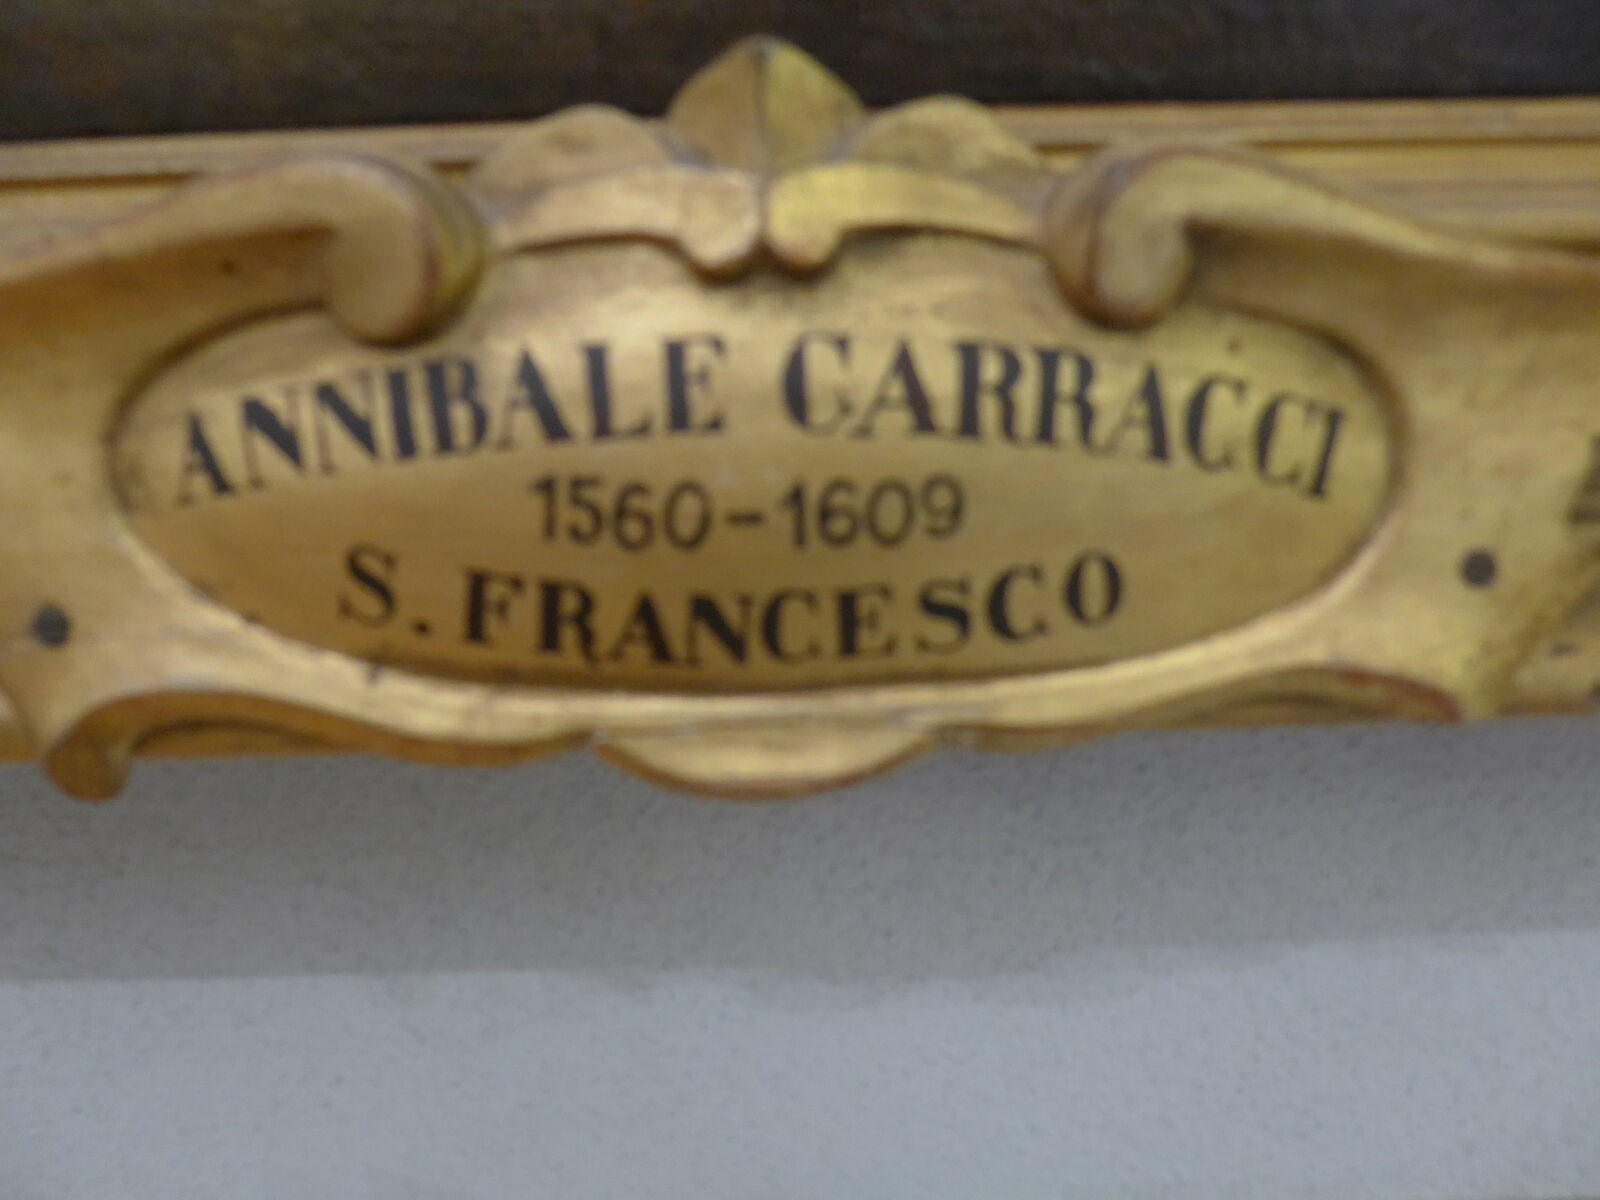 ANNIBALE CARRACCI
1560-1609
S. FRANCESCO